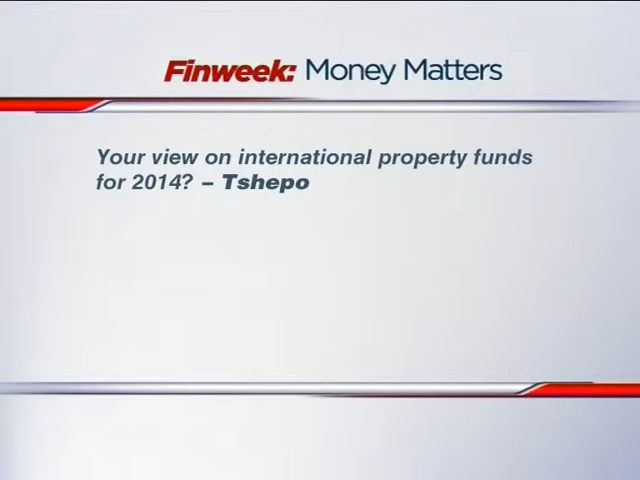 Finweek: Money Matters
Your view on international property funds
for 2014? – Tshepo